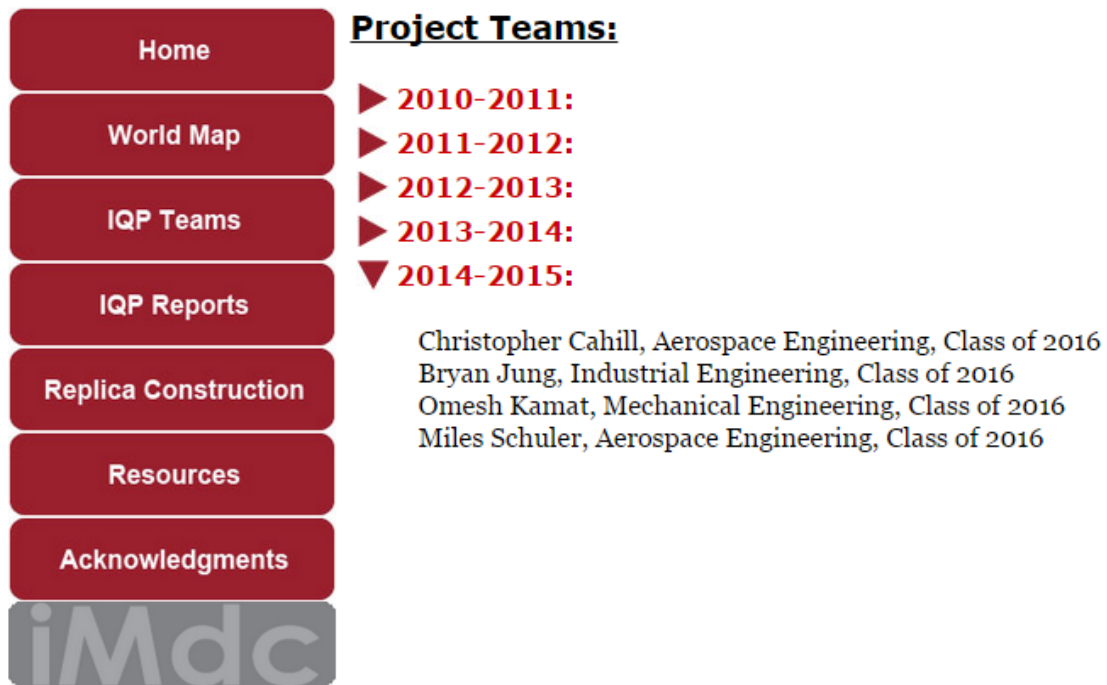 Home
World Map
IQP Teams
IQP Reports
Replica Construction
Resources
Acknowledgments
iMdc
Project Teams:
2010-2011:
2011-2012:
2012-2013:
2013-2014:
2014-2015:
Christopher Cahill, Aerospace Engineering, Class of 2016
Bryan Jung, Industrial Engineering, Class of 2016
Omesh Kamat, Mechanical Engineering, Class of 2016
Miles Schuler, Aerospace Engineering, Class of 2016